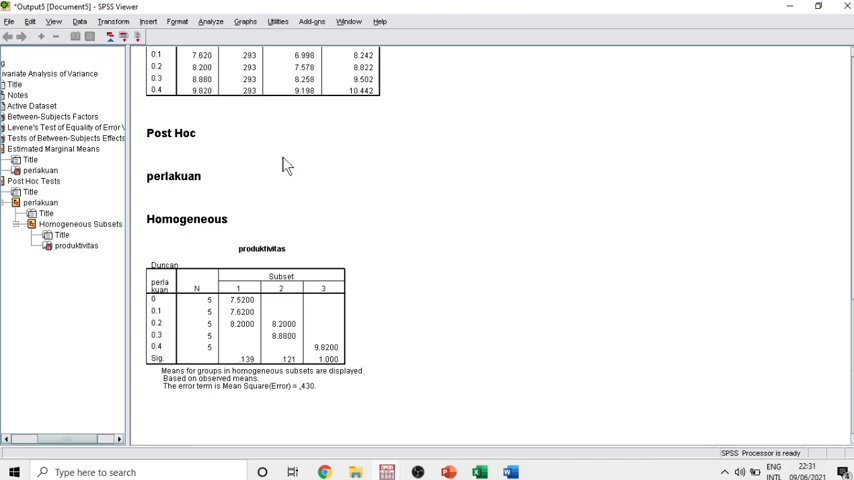 *Output5 [Document5] - SPSS Viewer
File Edit View Data Transform Insert Format Analyze Graphs Utilities Add-ons Window Help
ivariate Analysis of Variance
Title
Notes
Active Dataset
Between-Subjects Factors
Levene's Test of Equality of Error V
Tests of Between-Subjects Effects
Estimated Marginal Means
Title
perlakuan
Post Hoc Tests
Title
perlakuan
Title
Homogeneous Subsets
Title
produktivitas
0.1 7.620 .293 6.998 8.242
0.2 8.200 .293 7.578 8.822
0.3 8.880 .293 8.258 9.502
0.4 9.820 .293 9.198 10.442
Post Hoc
perlakuan
Homogeneous
produktivitas
Duncan
perla
kuan
N
Subset
1 2 3
0 5 7.5200
0.1 5 7.6200
0.2 5 8.2000 8.2000
0.3 5 8.8800
0.4 5 9.8200
Sig. .139 .121 1.000
Means for groups in homogeneous subsets are displayed.
Based on observed means.
The error term is Mean Square(Error) = ,430.
SPSS Processor is ready
Type here to search
ENG
INTL
22:31
09/06/2021
4